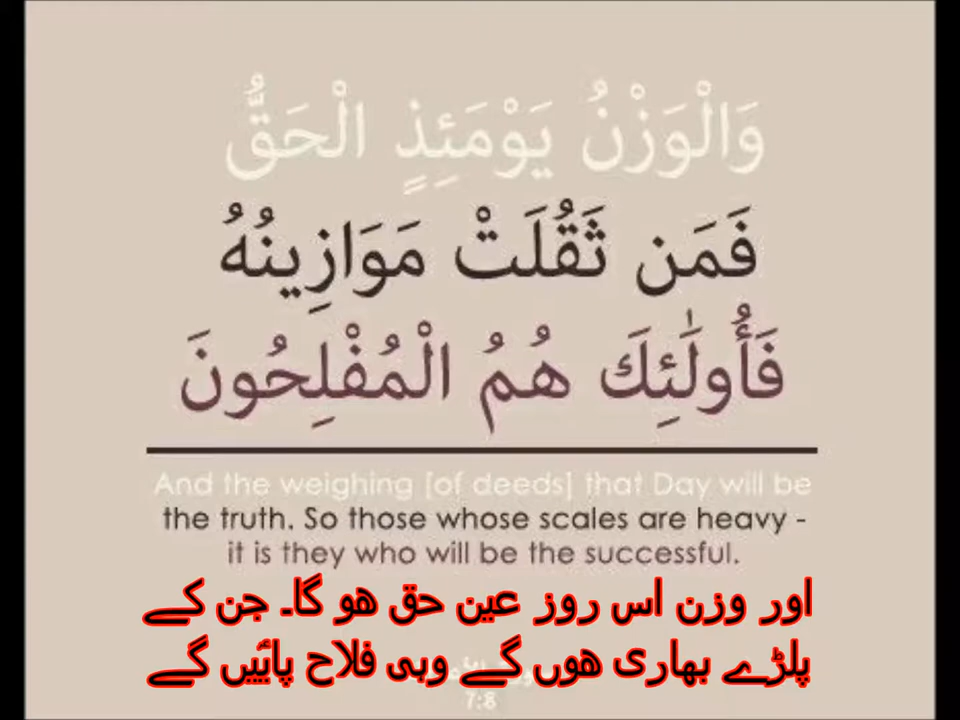 وَالْوَزْنُ يَوْمَئِذٍ الْحَقُّ
فَمَن ثَقُلَتْ مَوَازِينُهُ
فَأُولَٰئِكَ هُمُ الْمُفْلِحُونَ
And the weighing [of deeds] that Day will be
the truth. So those whose scales are heavy -
it is they who will be the successful.
اور وزن اس روز عین حق ھو گا۔ جن کے
پلڑے بھاری ھوں گے وہی فلاح پائیں گے
7:8